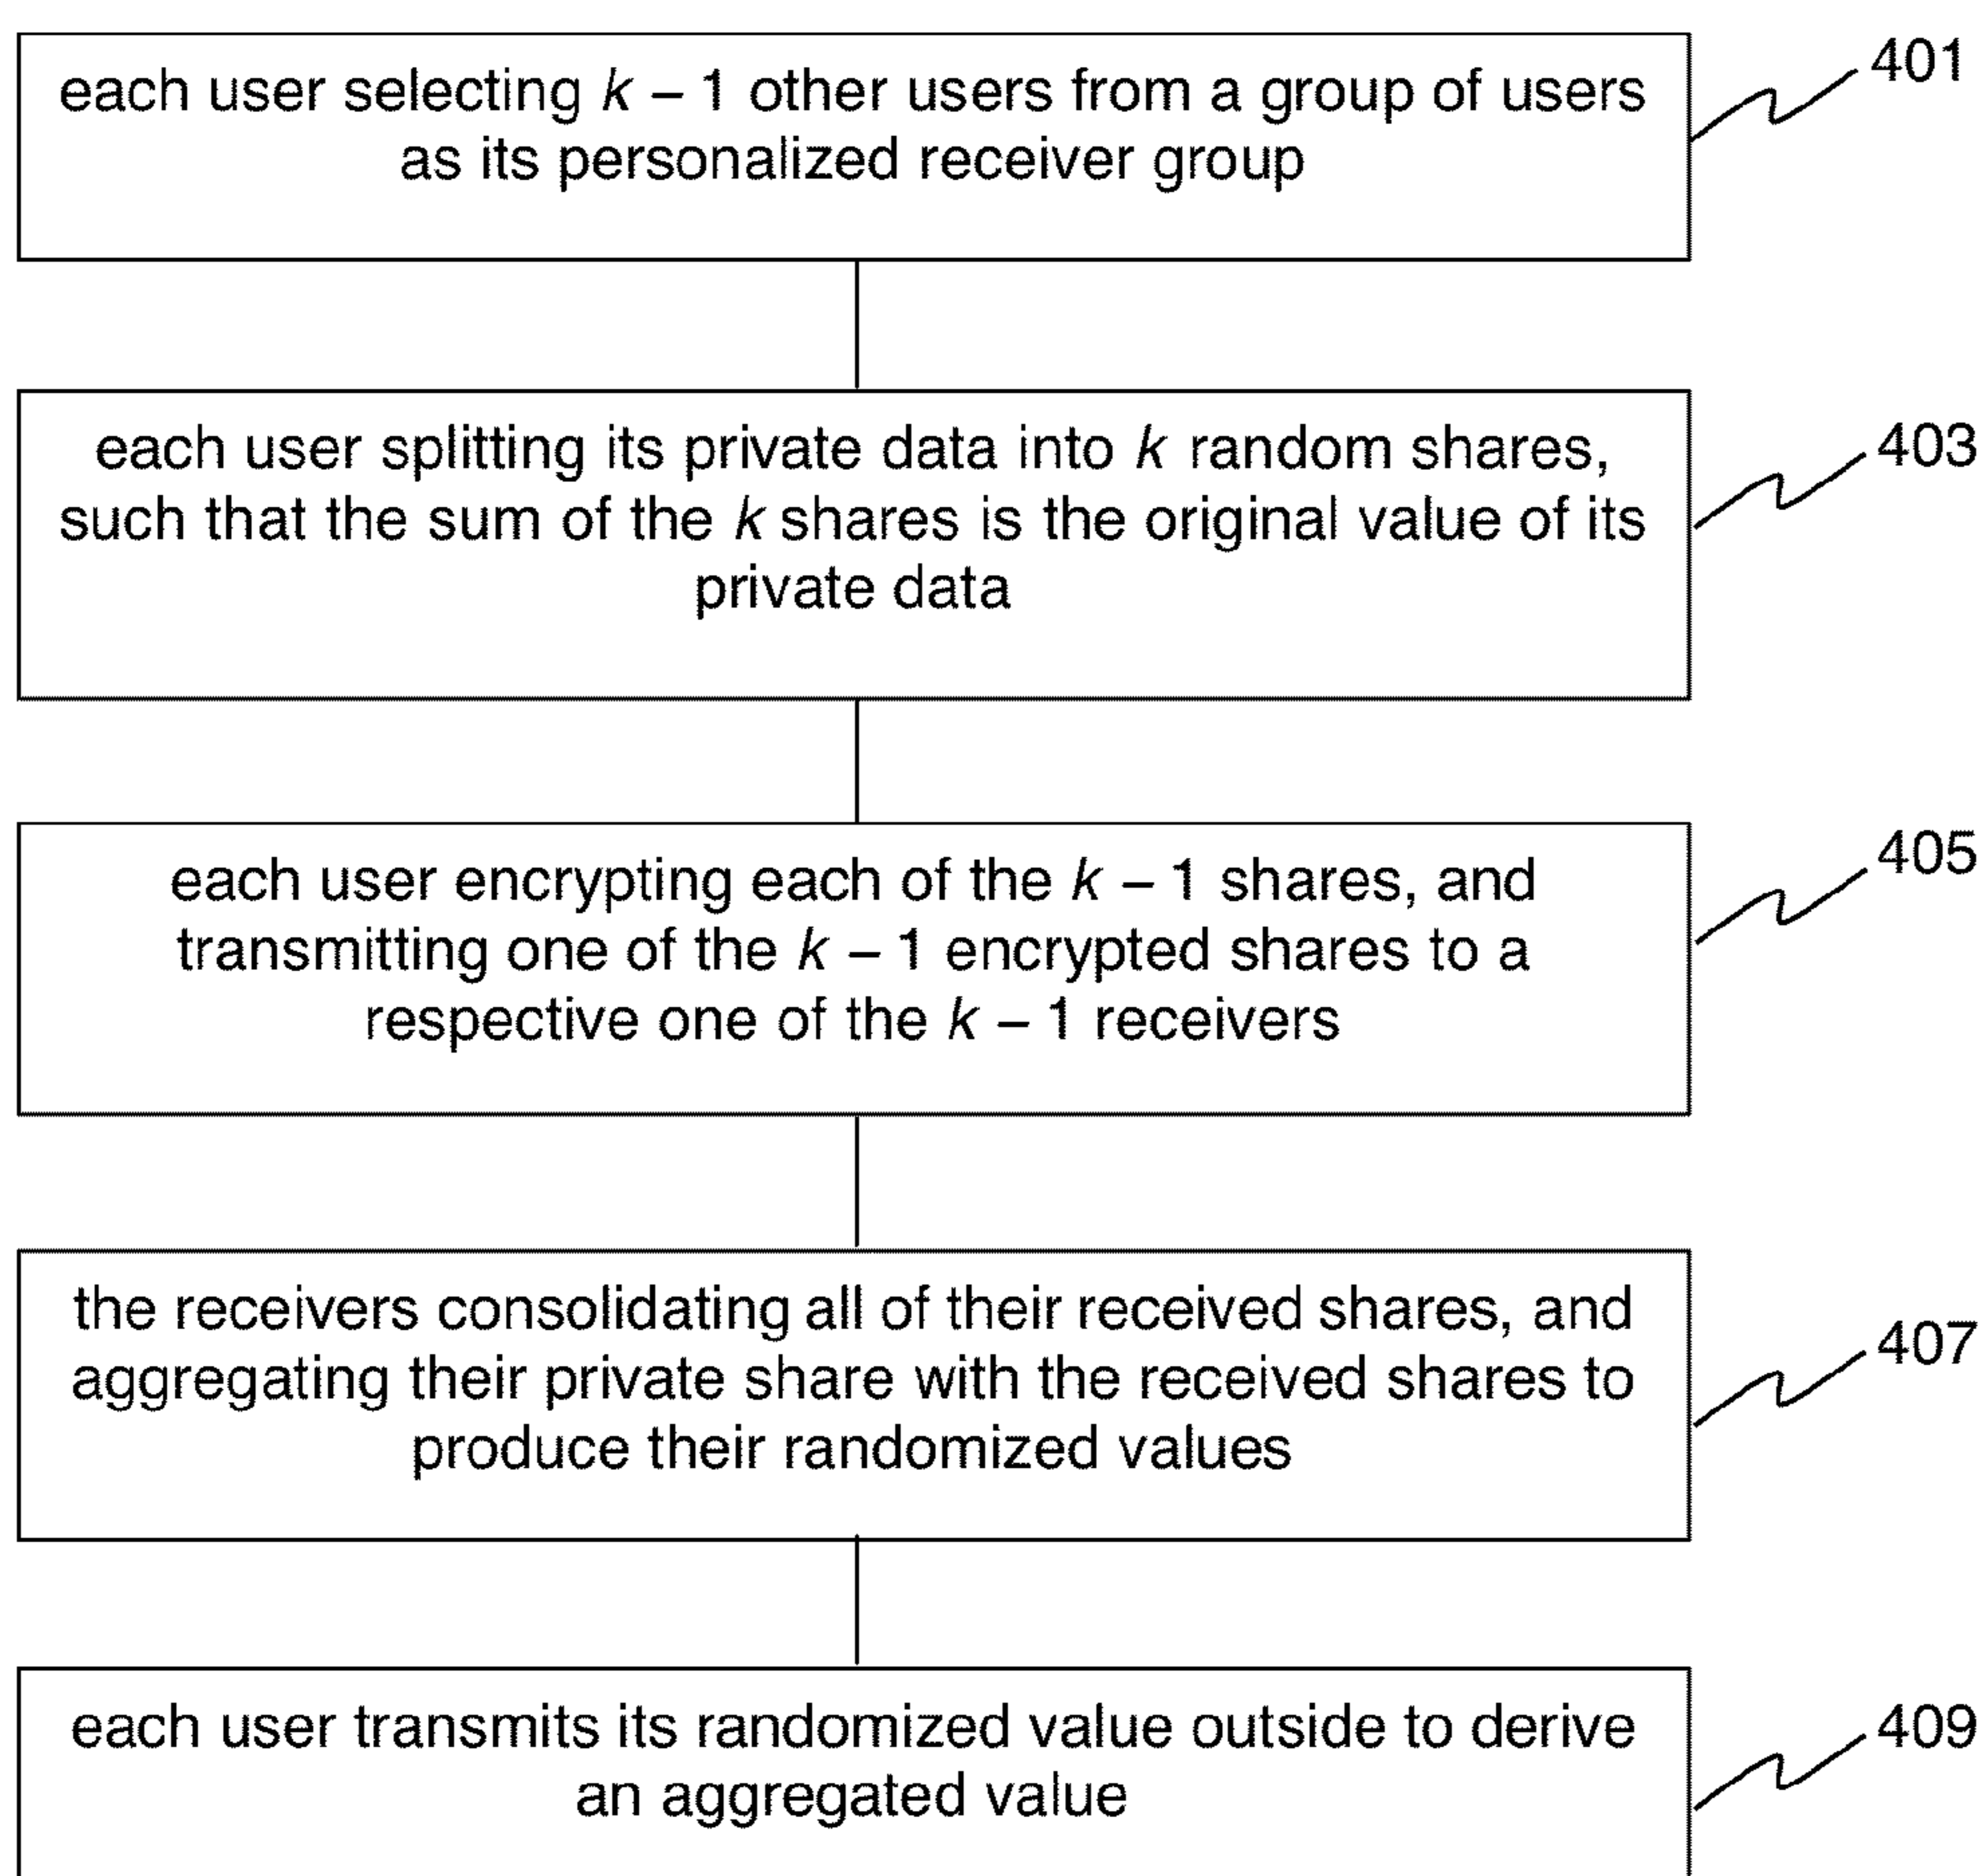 each user selecting k – 1 other users from a group of users
as its personalized receiver group
401
each user splitting its private data into k random shares,
such that the sum of the k shares is the original value of its
private data
403
each user encrypting each of the k – 1 shares, and
transmitting one of the k – 1 encrypted shares to a
respective one of the k – 1 receivers
405
the receivers consolidating all of their received shares, and
aggregating their private share with the received shares to
produce their randomized values
407
each user transmits its randomized value outside to derive
an aggregated value
409